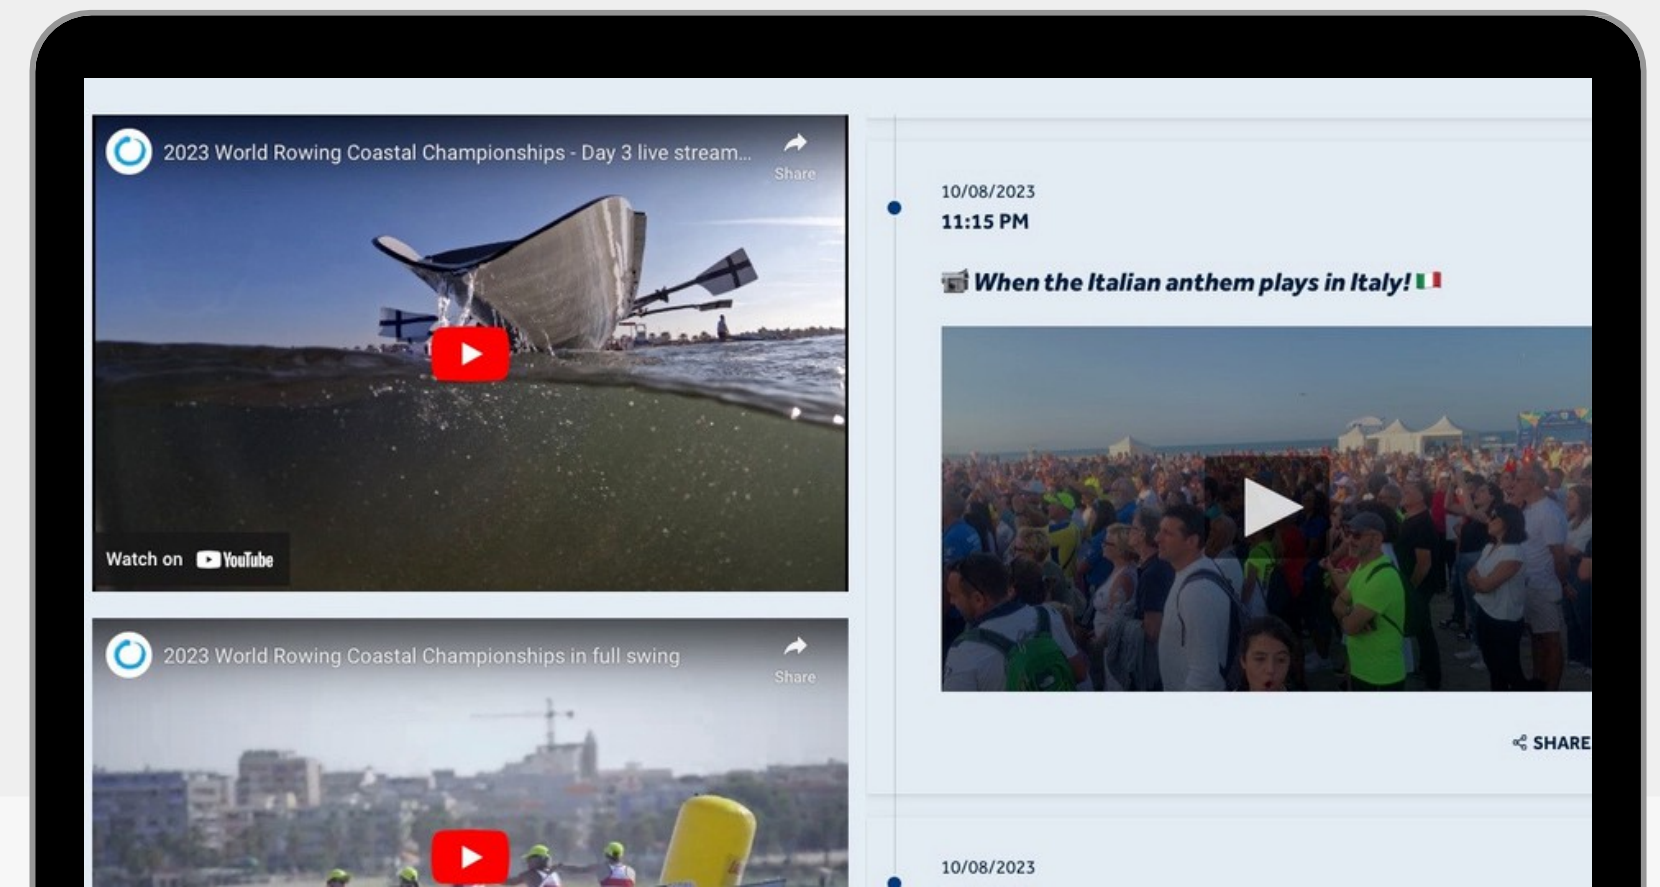 2023 World Rowing Coastal Championships - Day 3 live stream...
Share
Watch on YouTube
2023 World Rowing Coastal Championships in full swing
Share
10/08/2023
11:15 PM
When the Italian anthem plays in Italy!
SHARE
10/08/2023